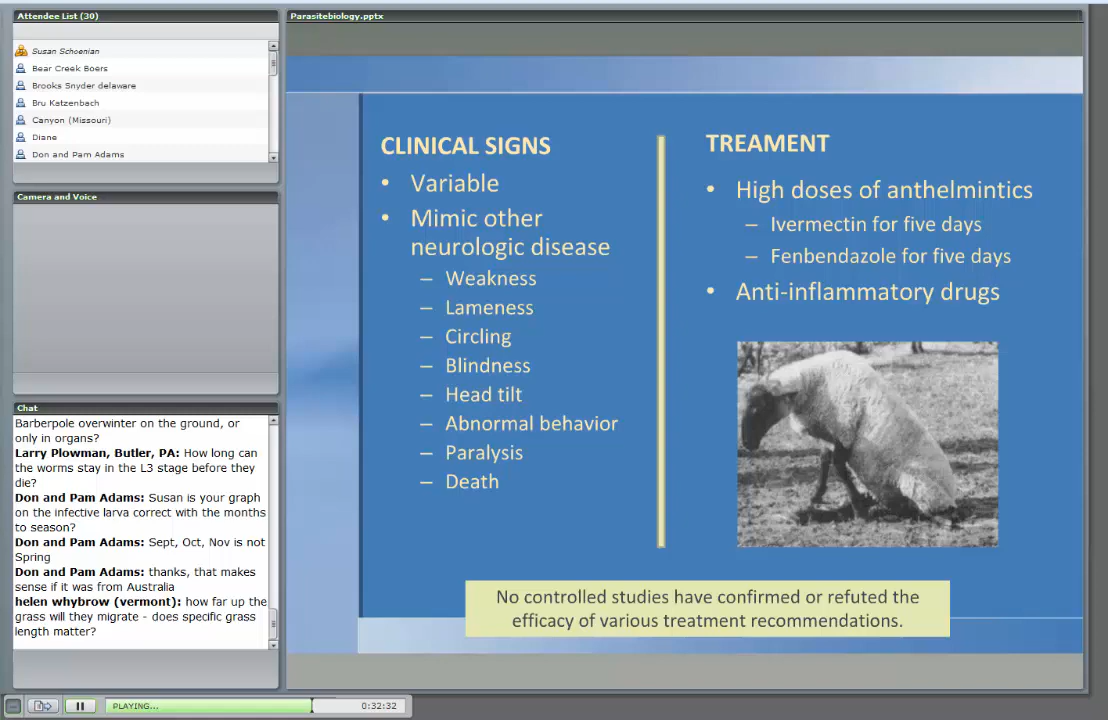 Attendee List (30)
Susan Schoenian
Bear Creek Boers
Brooks Snyder delaware
Bru Katzenbach
Canyon (Missouri)
Diane
Don and Pam Adams
Camera and Voice
Chat
Barberpole overwinter on the ground, or
only in organs?
Larry Plowman, Butler, PA: How long can
the worms stay in the L3 stage before they
die?
Don and Pam Adams: Susan is your graph
on the infective larva correct with the months
to season?
Don and Pam Adams: Sept, Oct, Nov is not
Spring
Don and Pam Adams: thanks, that makes
sense if it was from Australia
helen whybrow (vermont): how far up the
grass will they migrate - does specific grass
length matter?
Parasitebiology.pptx
CLINICAL SIGNS
• Variable
• Mimic other
neurologic disease
– Weakness
– Lameness
– Circling
– Blindness
– Head tilt
– Abnormal behavior
– Paralysis
– Death
TREAMENT
• High doses of anthelmintics
– Ivermectin for five days
– Fenbendazole for five days
• Anti-inflammatory drugs
No controlled studies have confirmed or refuted the
efficacy of various treatment recommendations.
PLAYING...
0:32:32